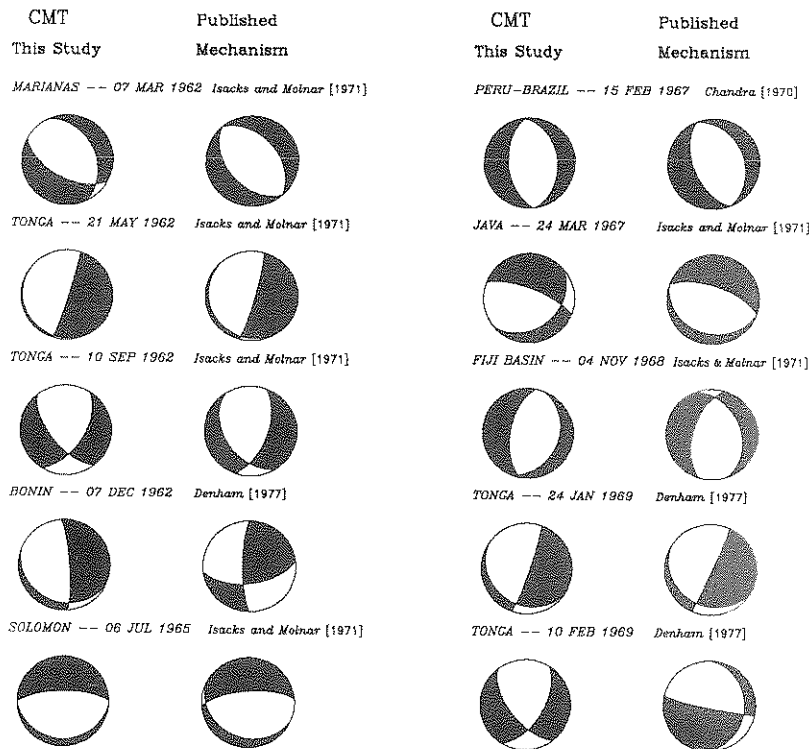 CMT Published
This Study Mechanism
MARIANAS -- 07 MAR 1962 Isacks and Molnar [1971]
TONGA -- 21 MAY 1962 Isacks and Molnar [1971]
TONGA -- 10 SEP 1962 Isacks and Molnar [1971]
BONIN -- 07 DEC 1962 Denham [1977]
SOLOMON -- 06 JUL 1965 Isacks and Molnar [1971]
CMT Published
This Study Mechanism
PERU-BRAZIL -- 15 FEB 1967 Chandra [1970]
JAVA -- 24 MAR 1967 Isacks and Molnar [1971]
FIJI BASIN -- 04 NOV 1968 Isacks & Molnar [1971]
TONGA -- 24 JAN 1969 Denham [1977]
TONGA -- 10 FEB 1969 Denham [1977]